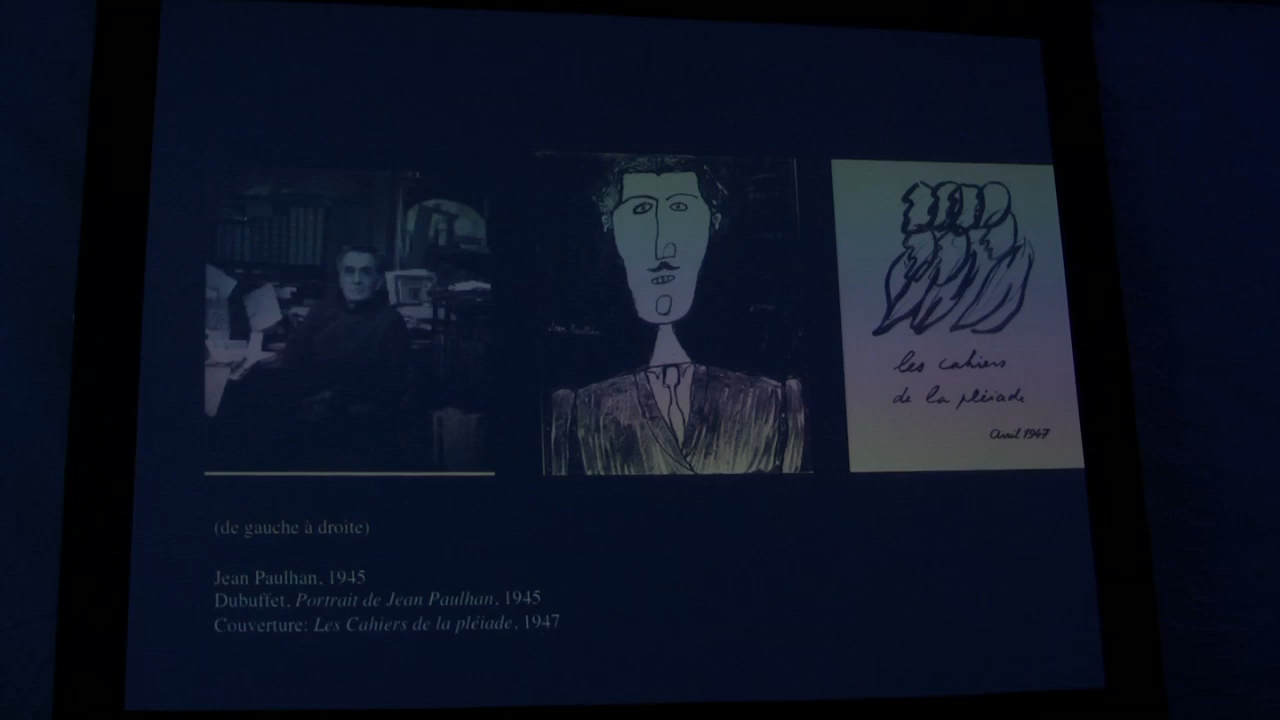 les cahiers
de la pléiade
Avril 1947
(de gauche à droite)
Jean Paulhan, 1945
Dubuffet, Portrait de Jean Paulhan, 1945
Couverture: Les Cahiers de la pléiade, 1947